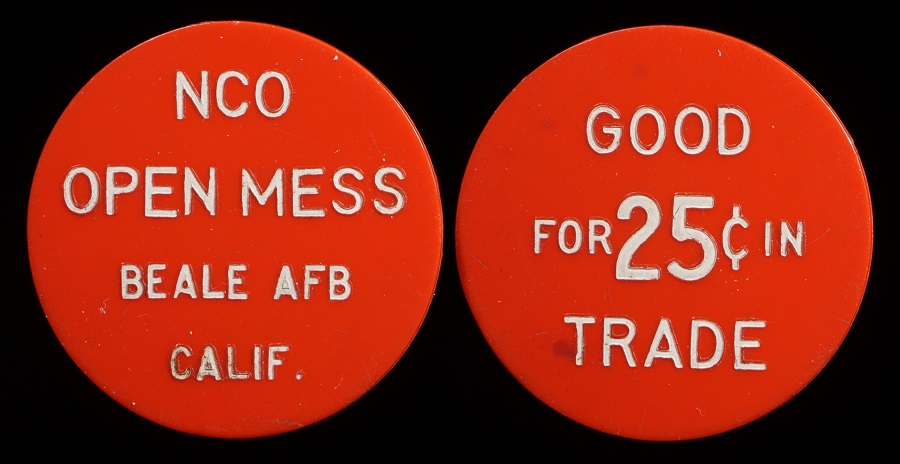 NCO
OPEN MESS
BEALE AFB
CALIF.
GOOD
FOR 25¢ IN
TRADE